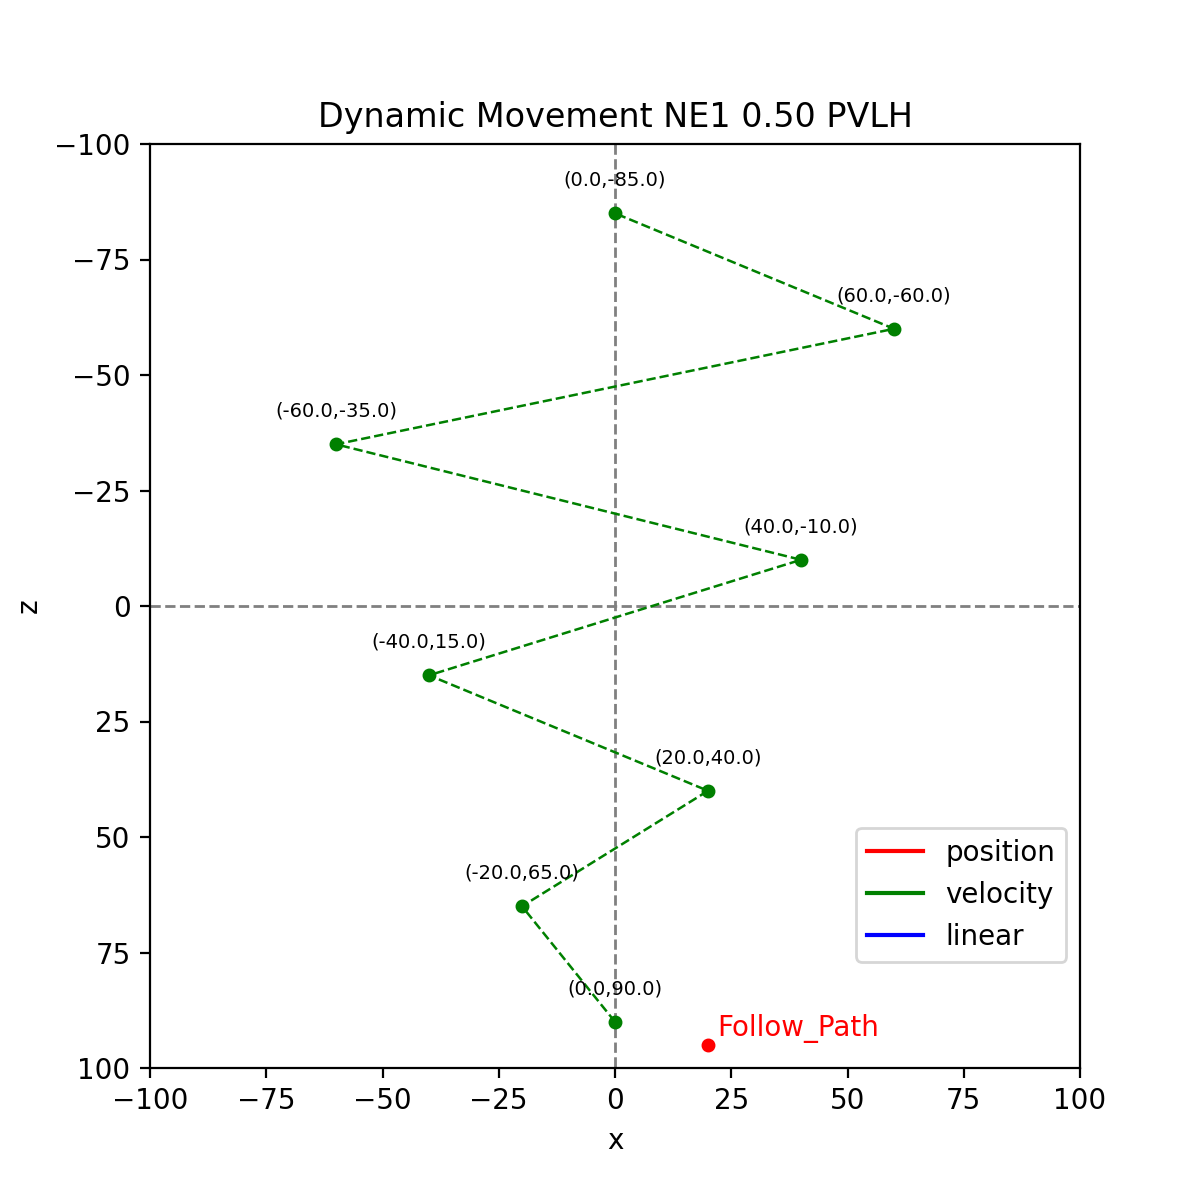 Dynamic Movement NE1 0.50 PVLH
−100
(0.0,-85.0)
−75
(60.0,-60.0)
−50
(-60.0,-35.0)
−25
(40.0,-10.0)
z
0
(-40.0,15.0)
25
(20.0,40.0)
50
position
(-20.0,65.0)
velocity
linear
75
(0.0,90.0)
Follow_Path
100
−100 −75 −50 −25 0 25 50 75 100
x